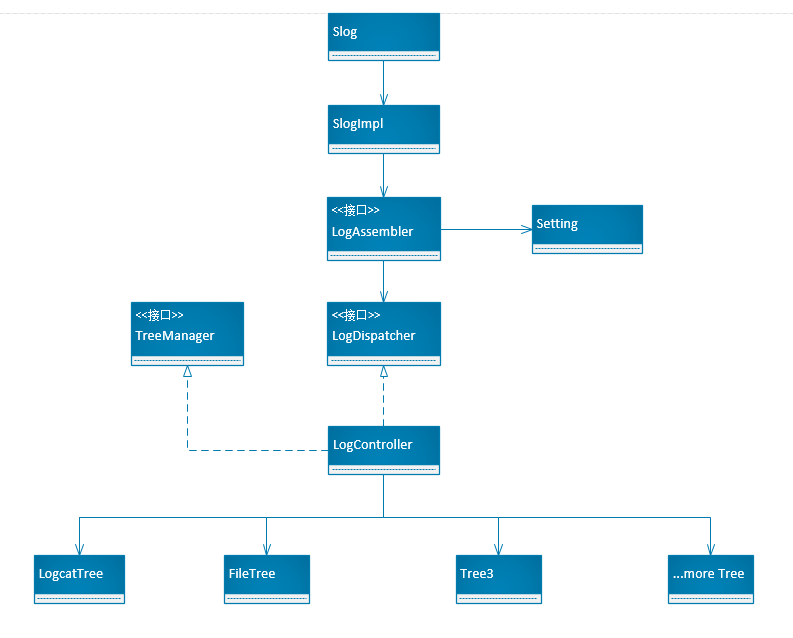 Slog
SlogImpl
<<接口>>
LogAssembler
Setting
<<接口>>
TreeManager
<<接口>>
LogDispatcher
LogController
LogcatTree
FileTree
Tree3
...more Tree